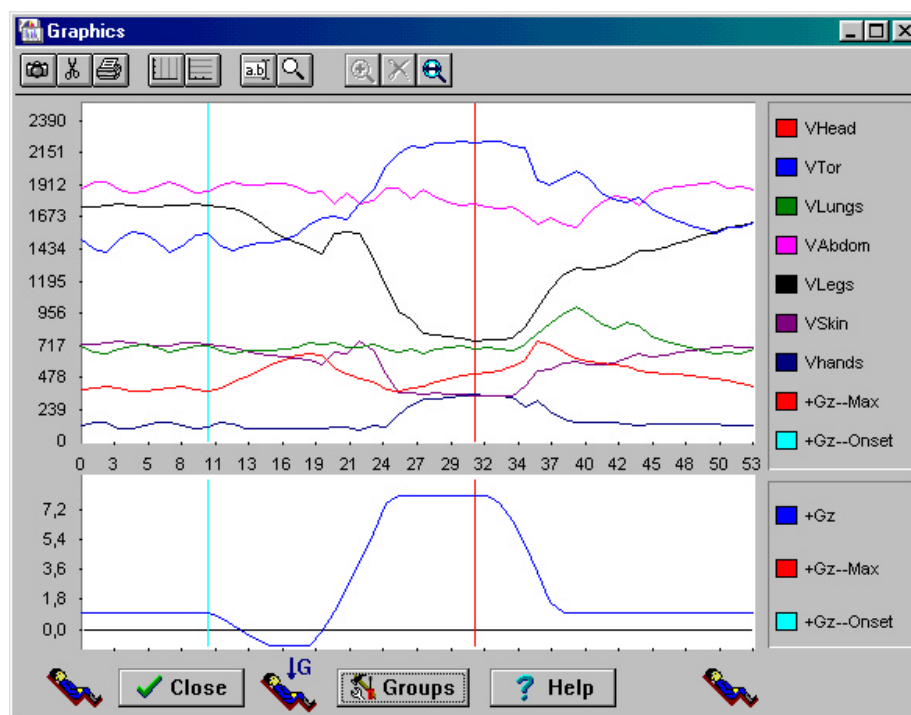 Graphics
a.b
2390
2151
1912
1673
1434
1195
956
717
478
239
0
0 3 5 8 11 13 16 19 21 24 27 29 32 34 37 40 42 45 48 50 53
VHead
VTor
VLungs
VAbdom
VLegs
VSkin
Vhands
+Gz--Max
+Gz--Onset
7,2
5,4
3,6
1,8
0,0
+Gz
+Gz--Max
+Gz--Onset
Close
G
Groups
? Help